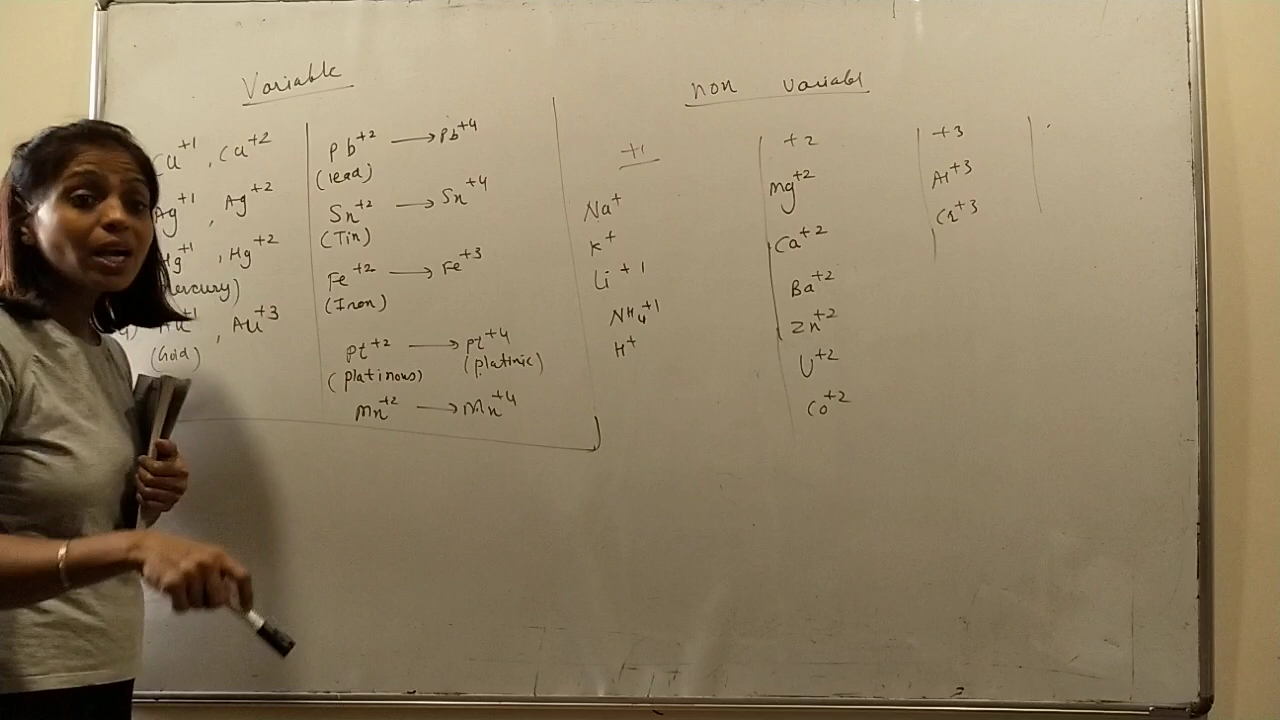 Variable
Cu+1, Cu+2
Ag+1, Ag+2
Hg+1, Hg+2
Mercury)
Au+1, Au+3
(Gold)
Pb+2 → Pb+4
(lead)
Sn+2 → Sn+4
(Tin)
Fe+2 → Fe+3
(Iron)
Pt+2 → Pt+4
(platinous) (platinic)
Mn+2 → Mn+4
non variabl
+1
Na+
K+
Li+1
NH4+1
H+
+2
Mg+2
Ca+2
Ba+2
Zn+2
U+2
Co+2
+3
Al+3
Cr+3